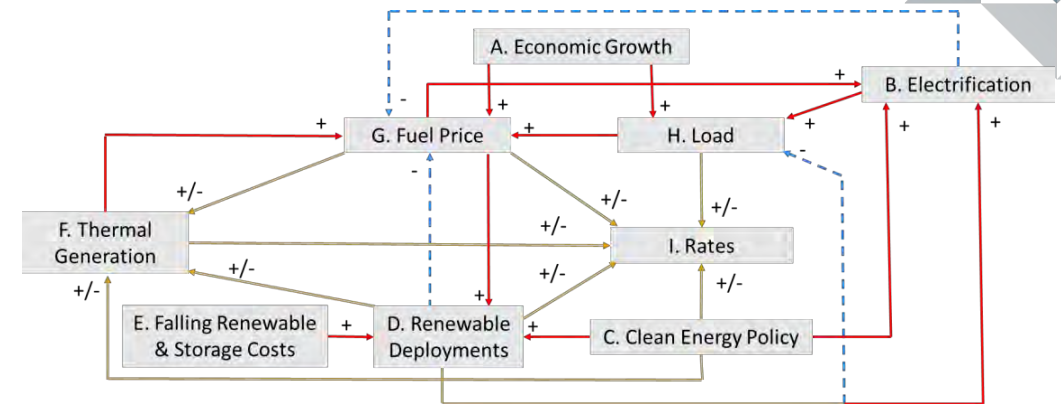 A. Economic Growth
+
B. Electrification
-
+
+
+
+
+
+
G. Fuel Price
+
H. Load
-
-
+/-
+/-
+/-
F. Thermal
Generation
+/-
I. Rates
+/-
+/-
+/-
+/-
+
E. Falling Renewable
& Storage Costs
+
D. Renewable
Deployments
+
C. Clean Energy Policy